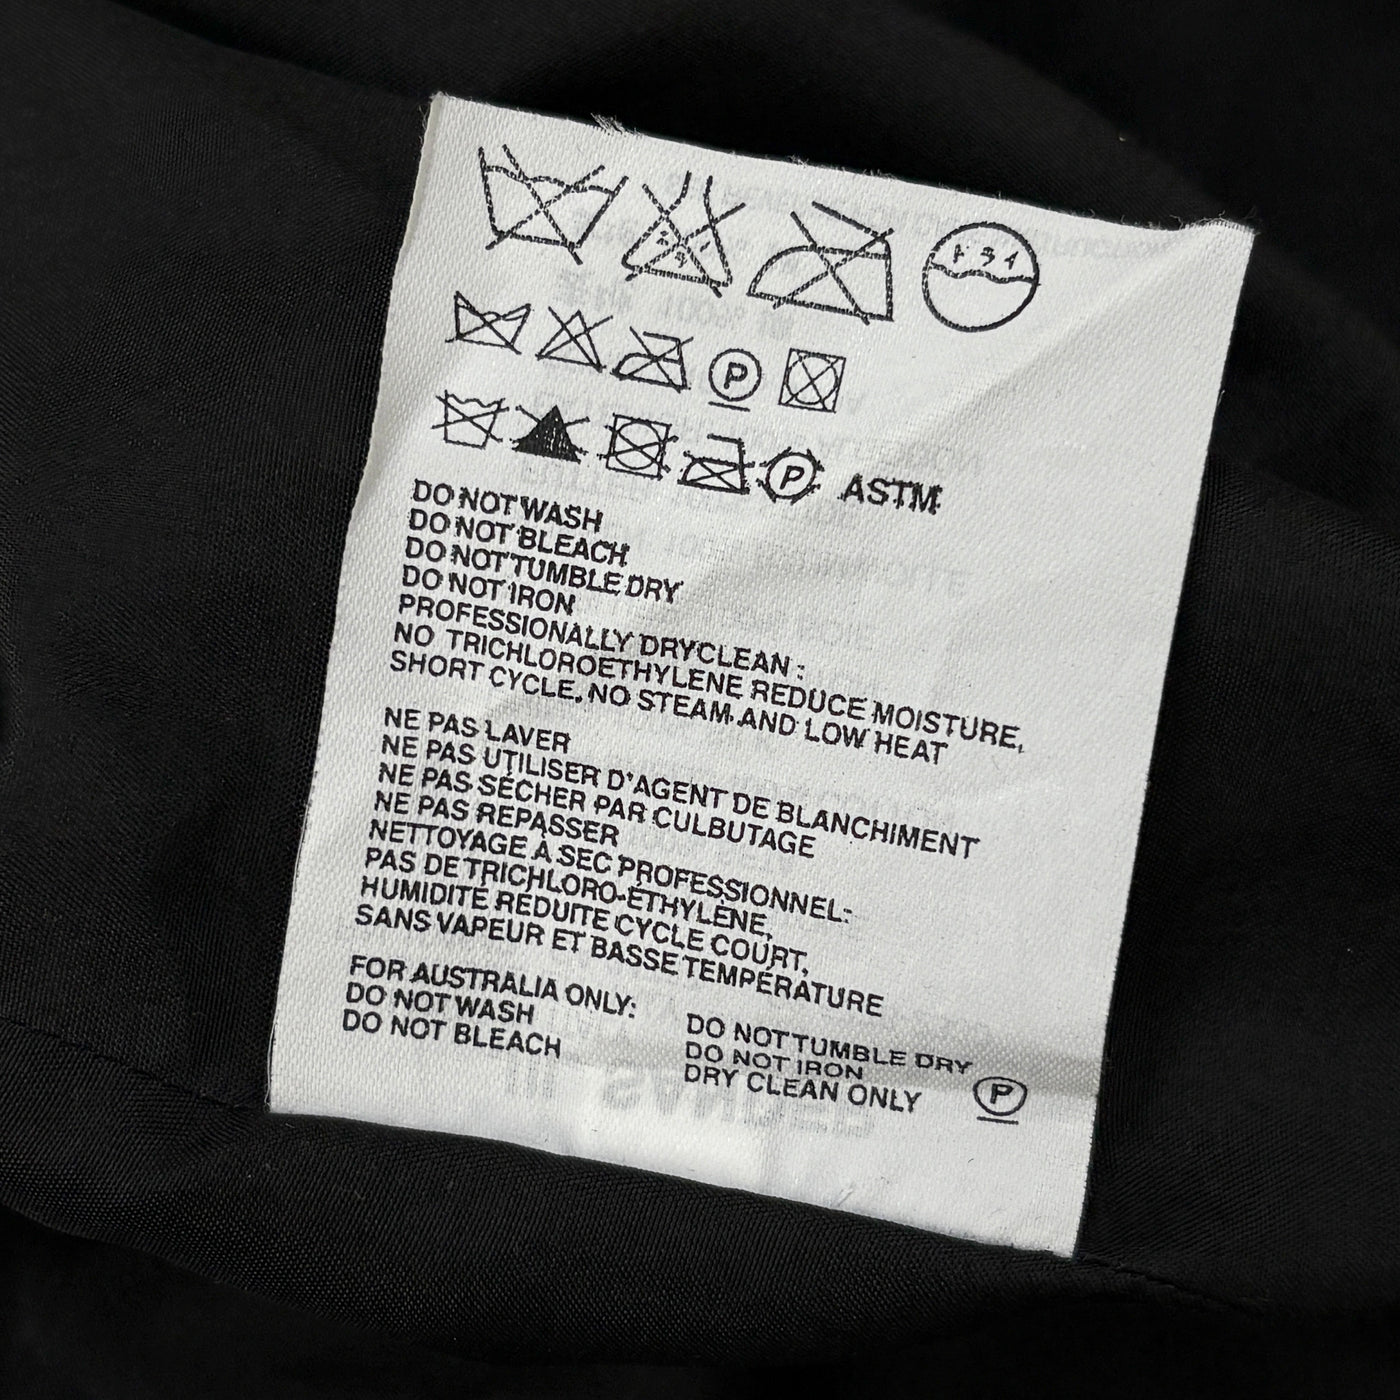 ドライ
P
P ASTM
DO NOT WASH
DO NOT BLEACH
DO NOT TUMBLE DRY
DO NOT IRON
PROFESSIONALLY DRYCLEAN :
NO TRICHLOROETHYLENE REDUCE MOISTURE,
SHORT CYCLE, NO STEAM AND LOW HEAT
NE PAS LAVER
NE PAS UTILISER D'AGENT DE BLANCHIMENT
NE PAS SÉCHER PAR CULBUTAGE
NE PAS REPASSER
NETTOYAGE À SEC PROFESSIONNEL:
PAS DE TRICHLORO-ÉTHYLÈNE,
HUMIDITÉ RÉDUITE CYCLE COURT,
SANS VAPEUR ET BASSE TEMPÉRATURE
FOR AUSTRALIA ONLY:
DO NOT WASH
DO NOT BLEACH
DO NOT TUMBLE DRY
DO NOT IRON
DRY CLEAN ONLY
P